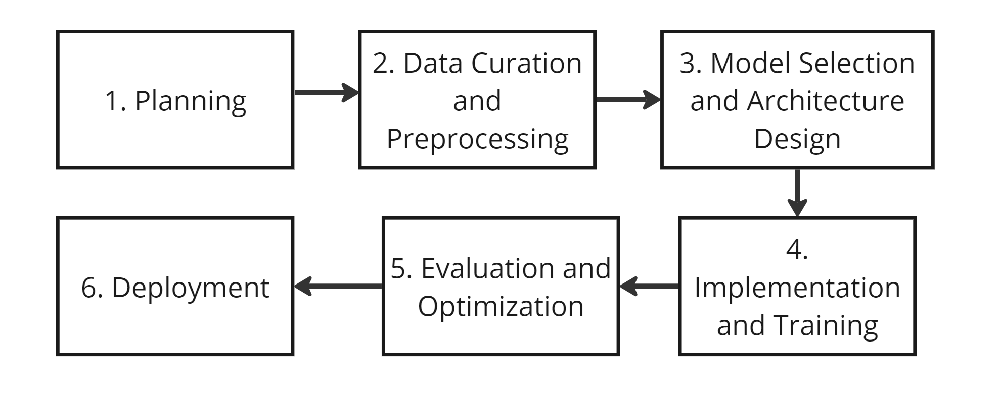 1. Planning
2. Data Curation
and
Preprocessing
3. Model Selection
and Architecture
Design
4.
Implementation
and Training
5. Evaluation and
Optimization
6. Deployment